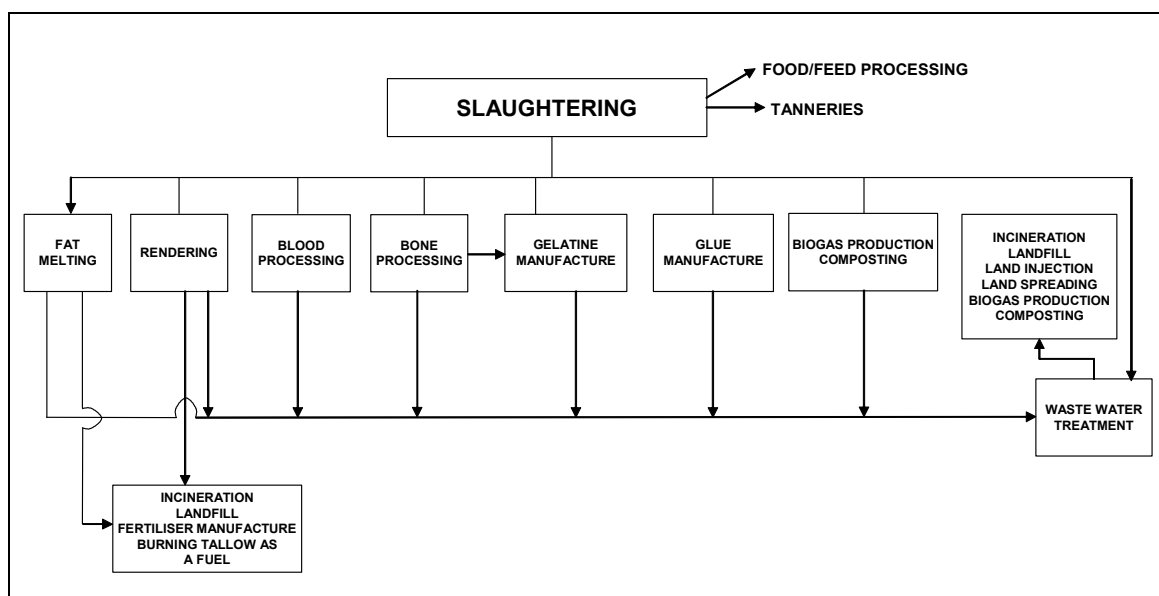 FOOD/FEED PROCESSING
SLAUGHTERING
TANNERIES
FAT
MELTING
RENDERING
BLOOD
PROCESSING
BONE
PROCESSING
GELATINE
MANUFACTURE
GLUE
MANUFACTURE
BIOGAS PRODUCTION
COMPOSTING
INCINERATION
LANDFILL
LAND INJECTION
LAND SPREADING
BIOGAS PRODUCTION
COMPOSTING
WASTE WATER
TREATMENT
INCINERATION
LANDFILL
FERTILISER MANUFACTURE
BURNING TALLOW AS
A FUEL